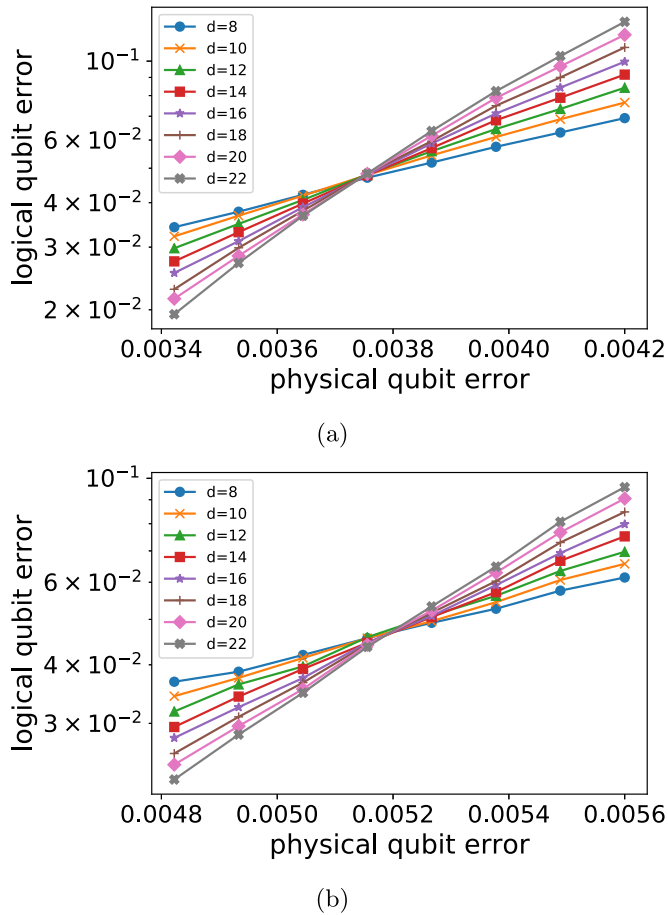 d=8
d=10
d=12
d=14
d=16
d=18
d=20
d=22
10⁻¹
6 × 10⁻²
4 × 10⁻²
3 × 10⁻²
2 × 10⁻²
logical qubit error
0.0034 0.0036 0.0038 0.0040 0.0042
physical qubit error
(a)
d=8
d=10
d=12
d=14
d=16
d=18
d=20
d=22
10⁻¹
6 × 10⁻²
4 × 10⁻²
3 × 10⁻²
logical qubit error
0.0048 0.0050 0.0052 0.0054 0.0056
physical qubit error
(b)